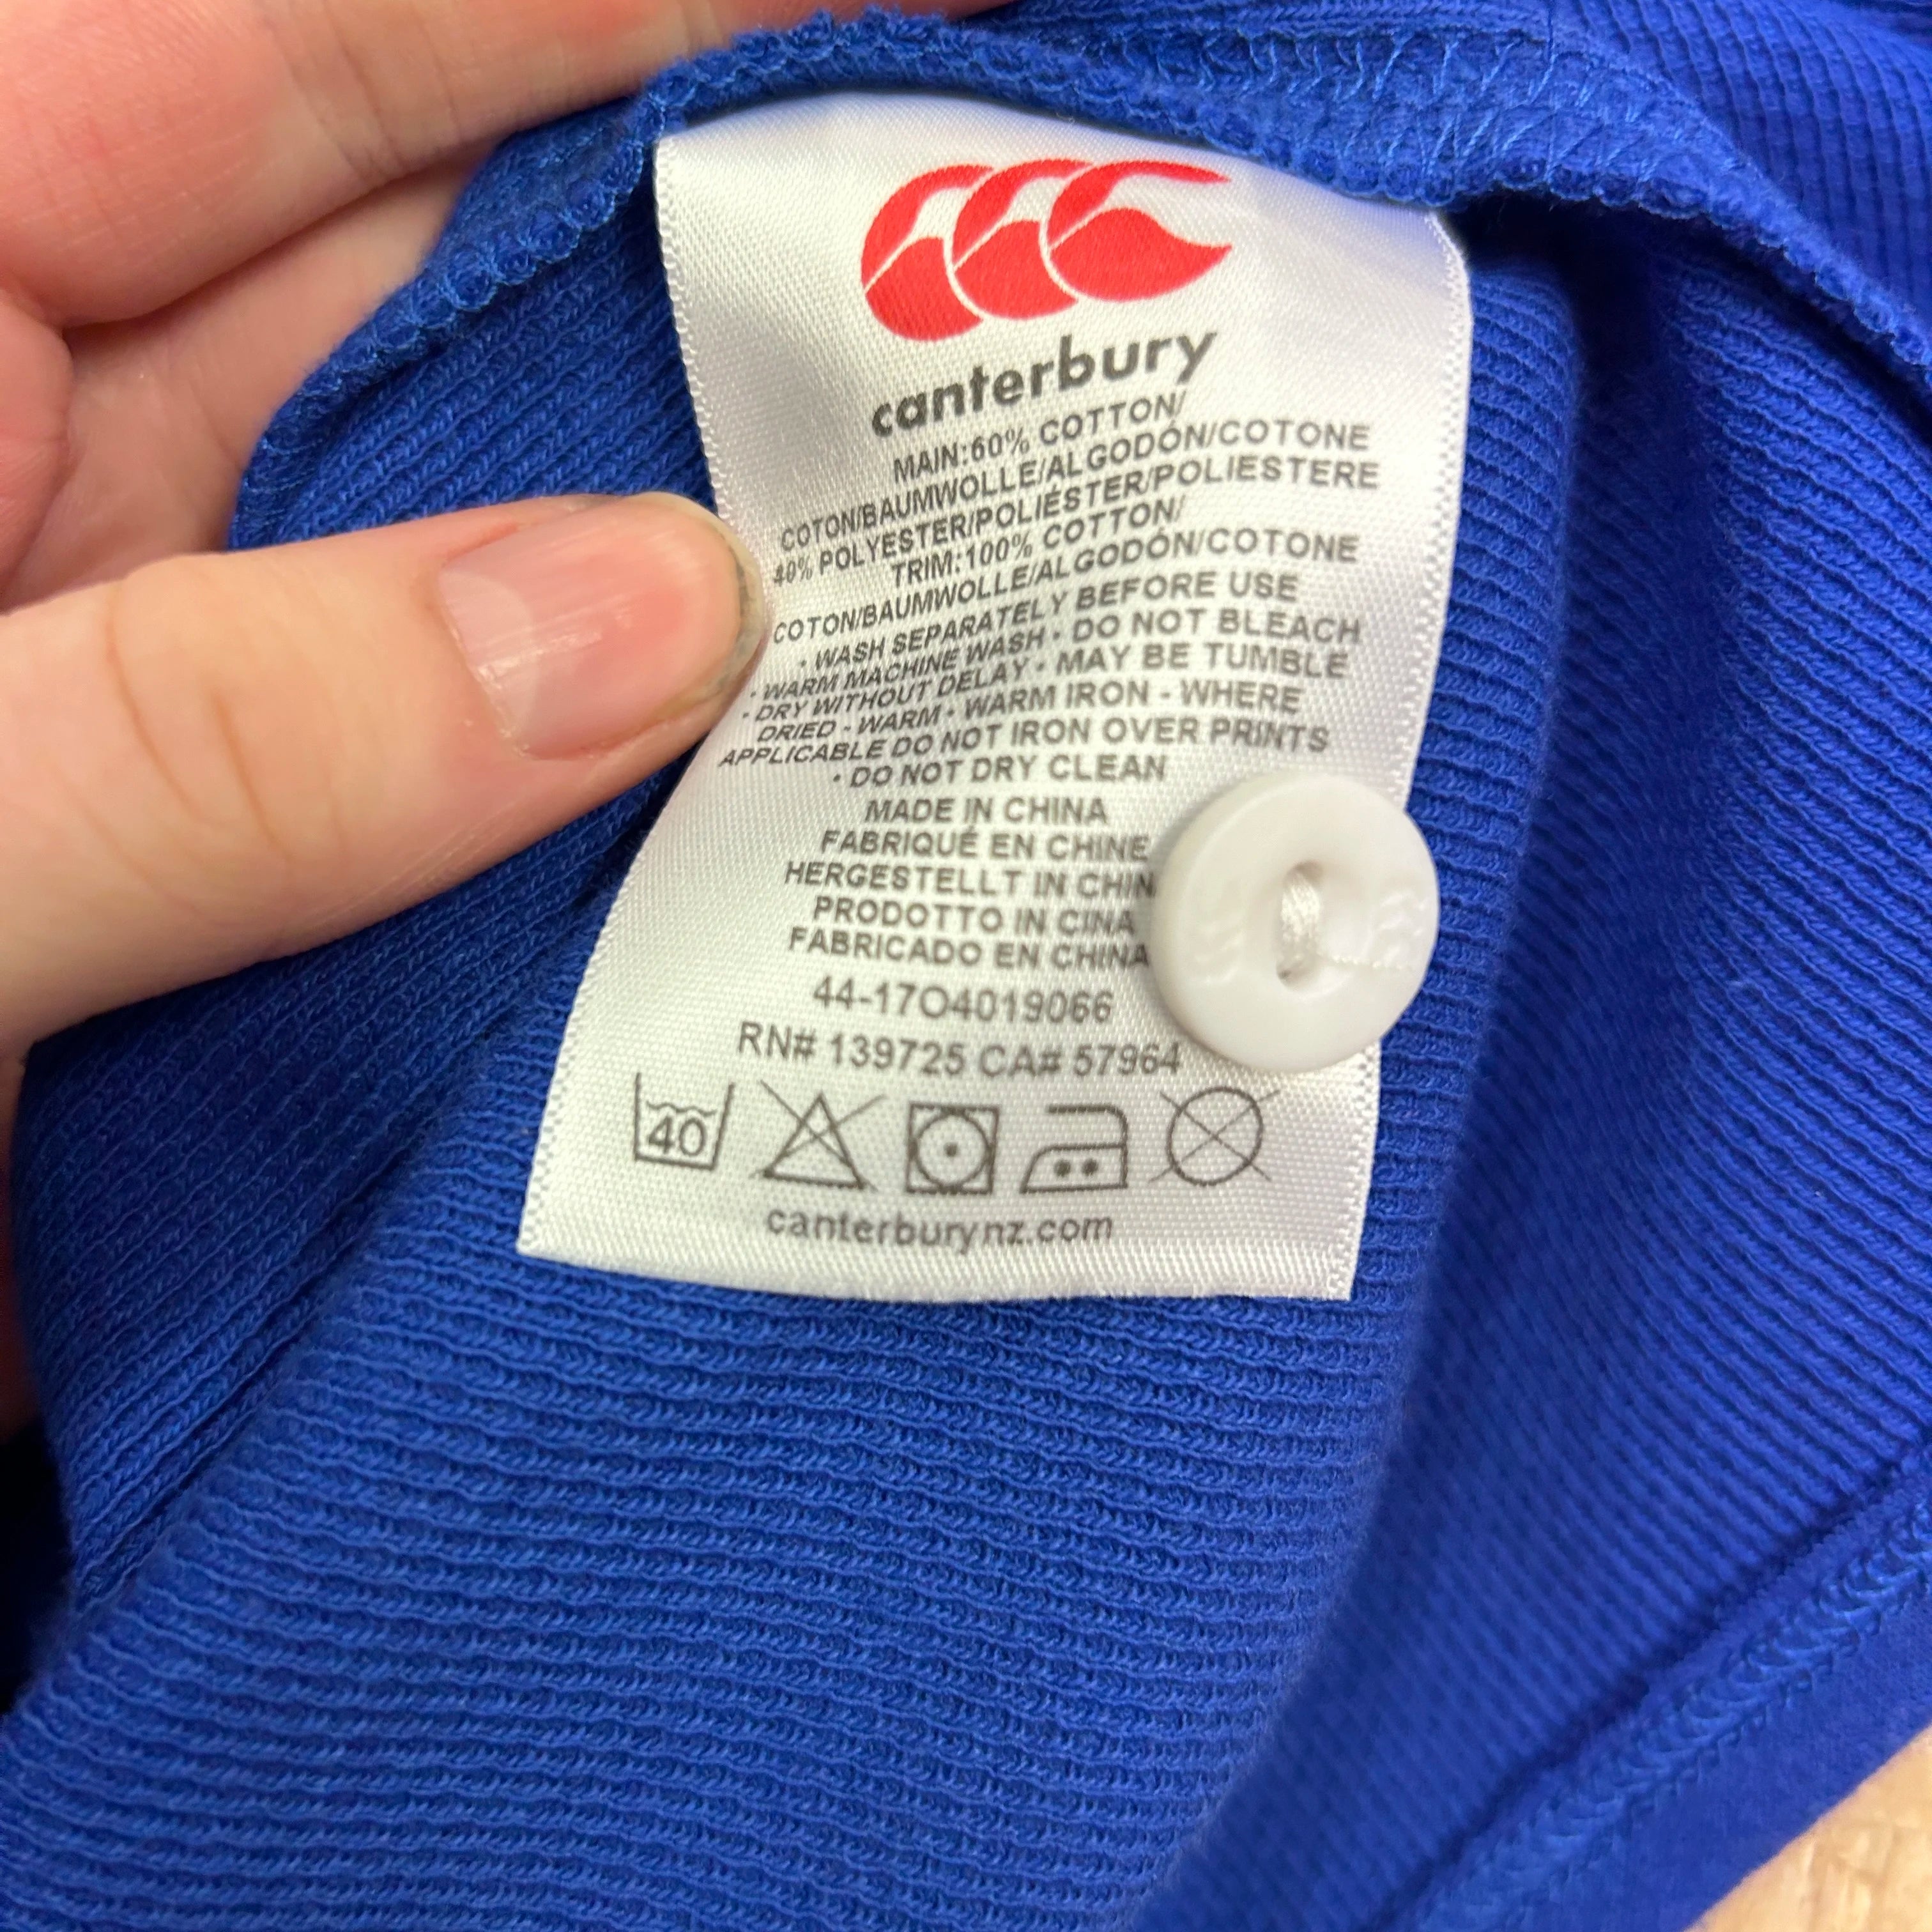 canterbury
MAIN:60% COTTON/
COTON/BAUMWOLLE/ALGODÓN/COTONE
40% POLYESTER/POLIÉSTER/POLIESTERE
TRIM:100% COTTON/
COTON/BAUMWOLLE/ALGODÓN/COTONE
• WASH SEPARATELY BEFORE USE
• WARM MACHINE WASH • DO NOT BLEACH
• DRY WITHOUT DELAY • MAY BE TUMBLE
DRIED - WARM • WARM IRON - WHERE
APPLICABLE DO NOT IRON OVER PRINTS
• DO NOT DRY CLEAN
MADE IN CHINA
FABRIQUÉ EN CHINE
HERGESTELLT IN CHIN
PRODOTTO IN CINA
FABRICADO EN CHINA
44-17O4019066
RN# 139725 CA# 57964
40
canterburynz.com